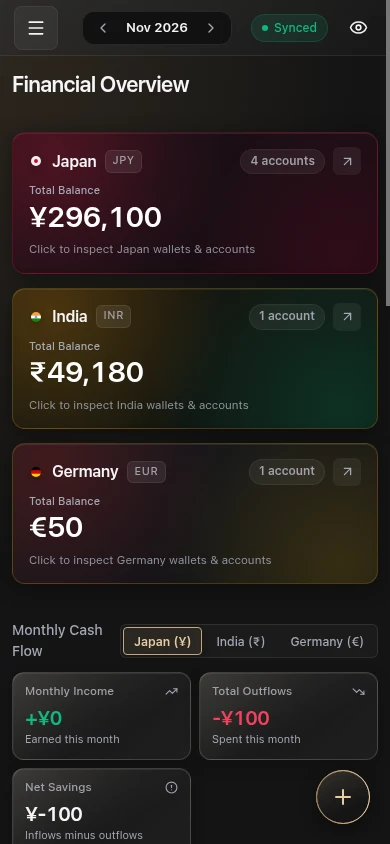 Nov 2026
Synced
Financial Overview
Japan JPY 4 accounts
Total Balance
¥296,100
Click to inspect Japan wallets & accounts
India INR 1 account
Total Balance
₹49,180
Click to inspect India wallets & accounts
Germany EUR 1 account
Total Balance
€50
Click to inspect Germany wallets & accounts
Monthly Cash
Flow
Japan (¥) India (₹) Germany (€)
Monthly Income
+¥0
Earned this month
Total Outflows
-¥100
Spent this month
Net Savings
¥-100
Inflows minus outflows